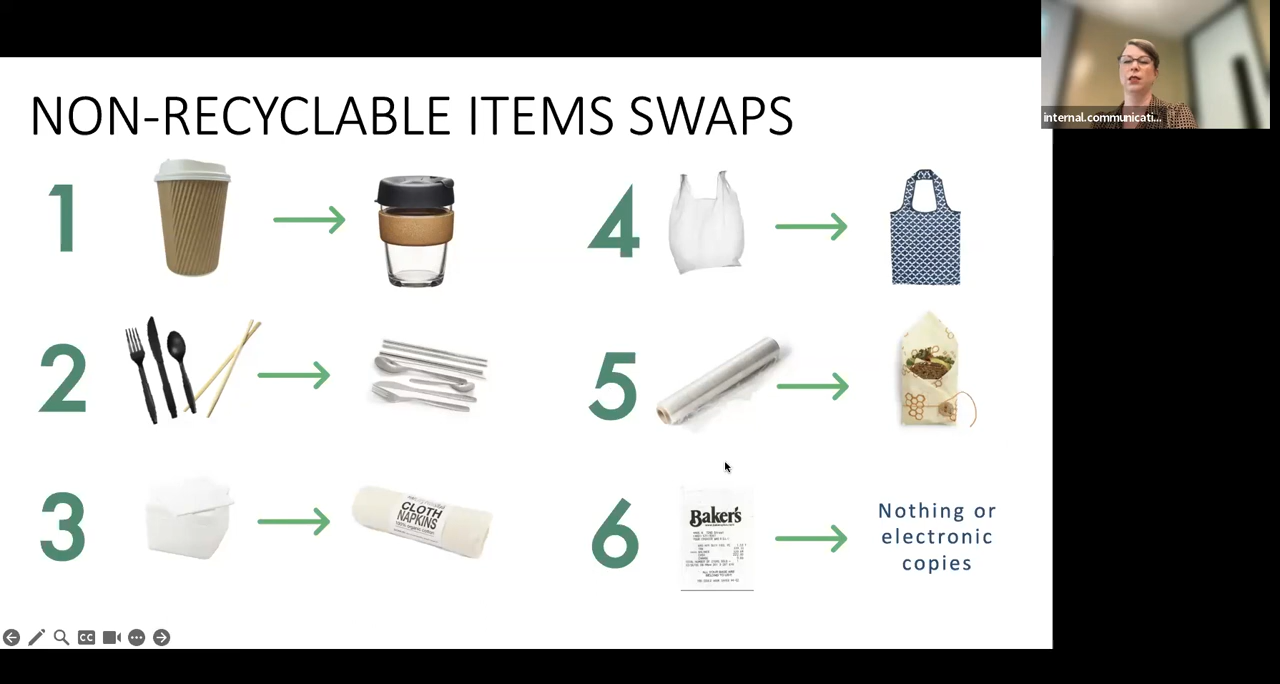 NON-RECYCLABLE ITEMS SWAPS
internal.communicati...
1
4
2
5
3
CLOTH
NAPKINS
6
Baker's
Nothing or
electronic
copies
CC